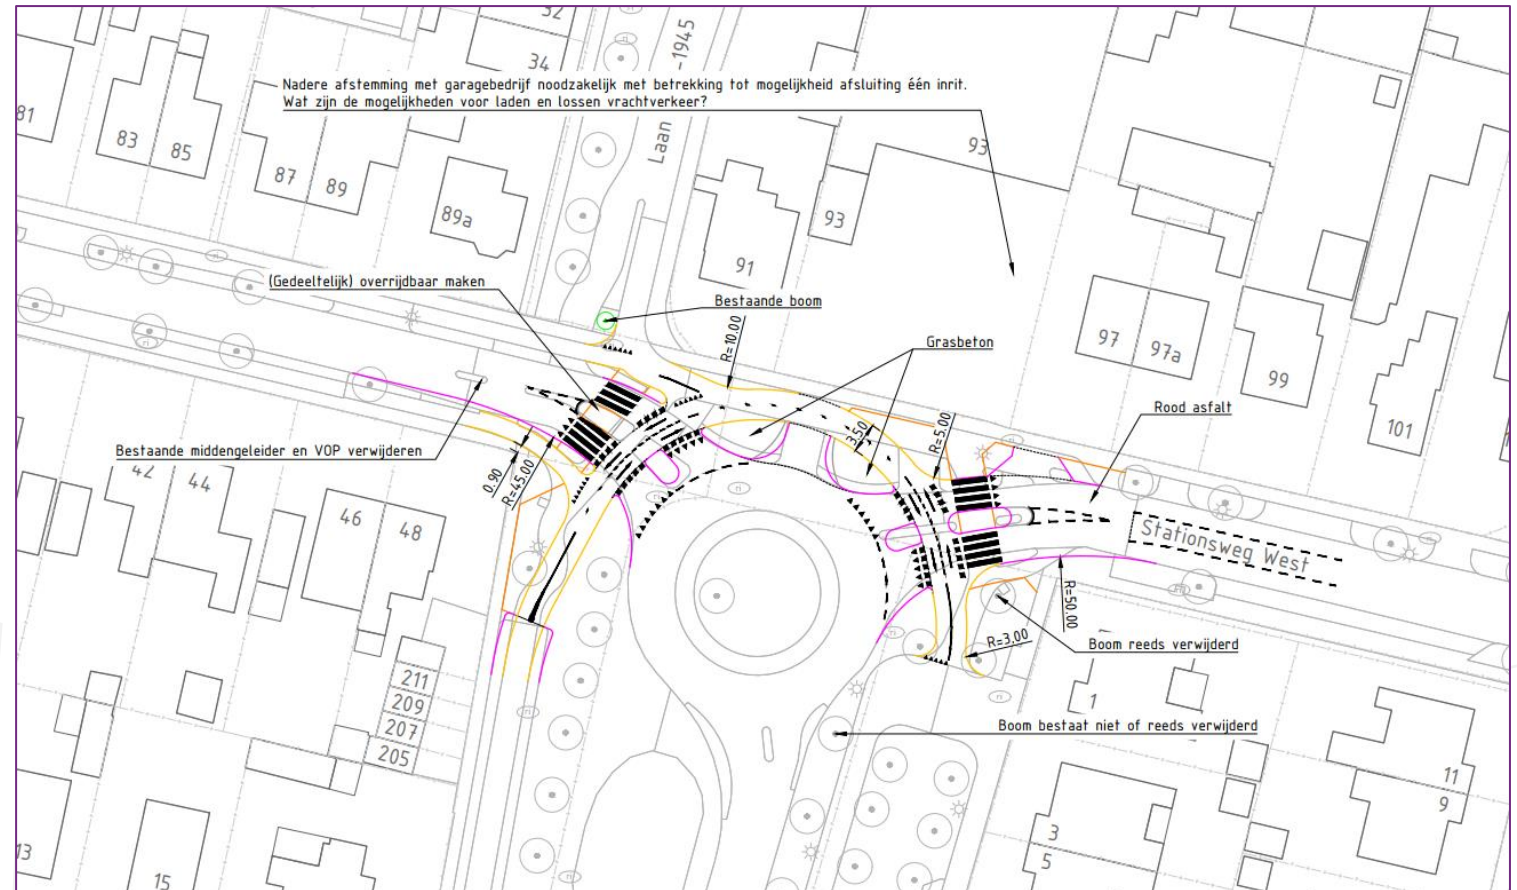 32
34
-1945
Laan
Nadere afstemming met garagebedrijf noodzakelijk met betrekking tot mogelijkheid afsluiting één inrit.
Wat zijn de mogelijkheden voor laden en lossen vrachtverkeer?
81
83
85
87
89
89a
93
93
91
(Gedeeltelijk) overrijdbaar maken
Bestaande boom
R=10.00
Grasbeton
97
97a
99
101
Rood asfalt
3.50
R=5.00
Bestaande middengeleider en VOP verwijderen
0.90
R=45.00
42
44
46
48
Stationsweg West
R=50.00
R=3.00
Boom reeds verwijderd
Boom bestaat niet of reeds verwijderd
211
209
207
205
1
11
9
3
5
13
15